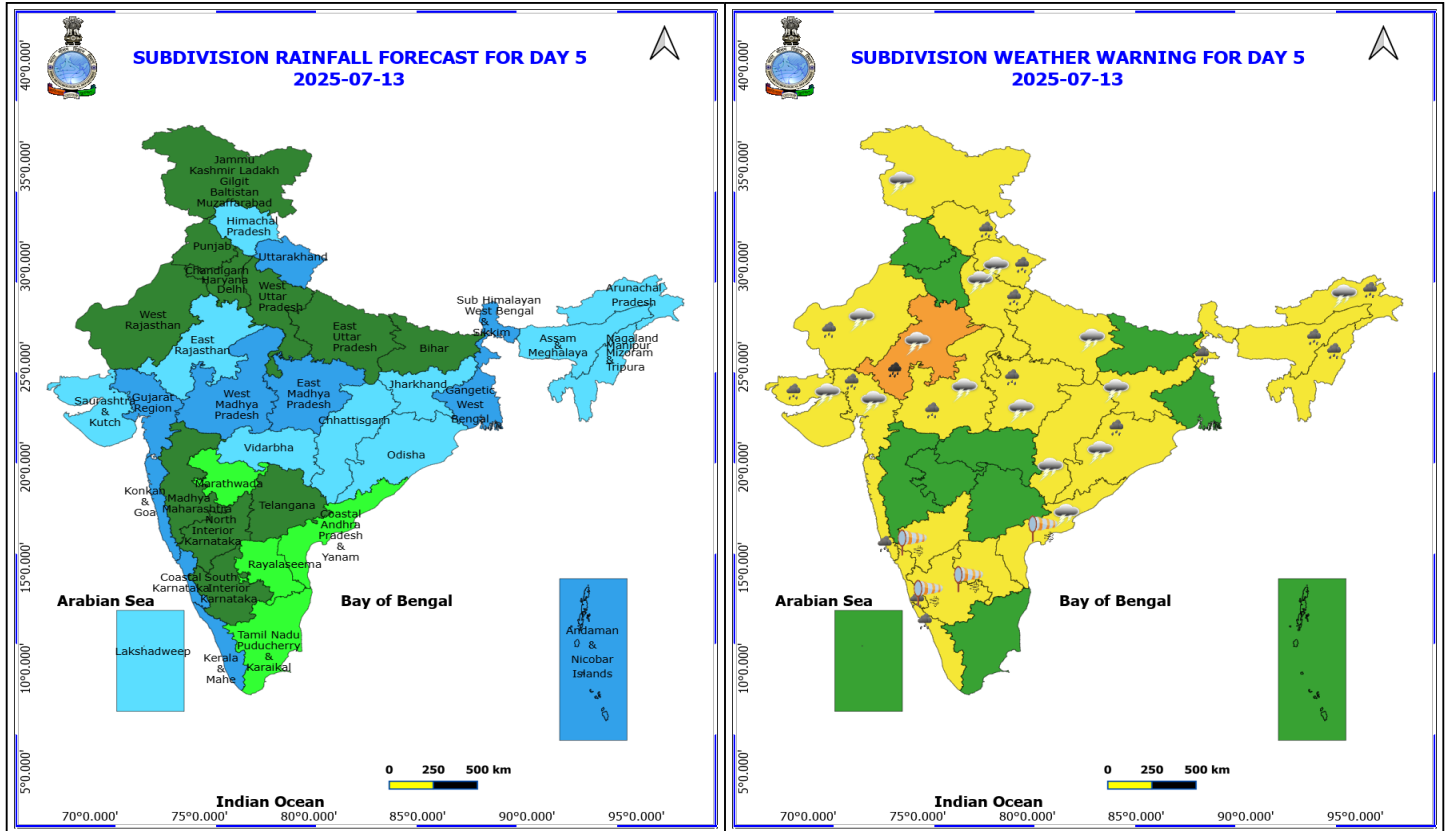 SUBDIVISION RAINFALL FORECAST FOR DAY 5
2025-07-13
40°0.000'
35°0.000'
30°0.000'
25°0.000'
20°0.000'
15°0.000'
10°0.000'
5°0.000'
Jammu
Kashmir Ladakh
Gilgit
Baltistan
Muzaffarabad
Himachal
Pradesh
Punjab
Uttarakhand
Chandigarh
Haryana
Delhi
West
Uttar
Pradesh
West
Rajasthan
East
Rajasthan
East
Uttar
Pradesh
Bihar
Sub Himalayan
West Bengal
&
Sikkim
Arunachal
Pradesh
Assam
&
Meghalaya
Nagaland
Manipur
Mizoram
&
Tripura
Saurashtra
&
Kutch
Gujarat
Region
West
Madhya
Pradesh
East
Madhya
Pradesh
Jharkhand
Gangetic
West
Bengal
Chhattisgarh
Odisha
Vidarbha
Marathwada
Konkan
&
Goa
Madhya
Maharashtra
Telangana
North
Interior
Karnataka
Coastal
Andhra
Pradesh
&
Yanam
Rayalaseema
Coastal
Karnataka
South
Interior
Karnataka
Tamil Nadu
Puducherry
&
Karaikal
Kerala
&
Mahe
Arabian Sea
Bay of Bengal
Lakshadweep
Andaman
&
Nicobar
Islands
0 250 500 km
Indian Ocean
70°0.000' 75°0.000' 80°0.000' 85°0.000' 90°0.000' 95°0.000'
SUBDIVISION WEATHER WARNING FOR DAY 5
2025-07-13
40°0.000'
35°0.000'
30°0.000'
25°0.000'
20°0.000'
15°0.000'
10°0.000'
5°0.000'
Arabian Sea
Bay of Bengal
0 250 500 km
Indian Ocean
70°0.000' 75°0.000' 80°0.000' 85°0.000' 90°0.000' 95°0.000'